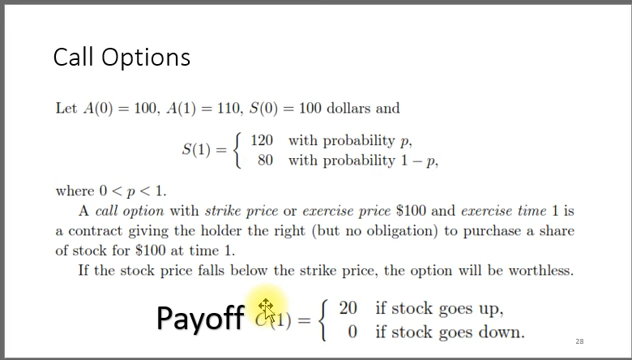 Call Options
Let A(0) = 100, A(1) = 110, S(0) = 100 dollars and
S(1) = { 120 with probability p,
80 with probability 1 − p,
where 0 < p < 1.
A call option with strike price or exercise price $100 and exercise time 1 is
a contract giving the holder the right (but no obligation) to purchase a share
of stock for $100 at time 1.
If the stock price falls below the strike price, the option will be worthless.
Payoff C(1) = { 20 if stock goes up,
0 if stock goes down.
28